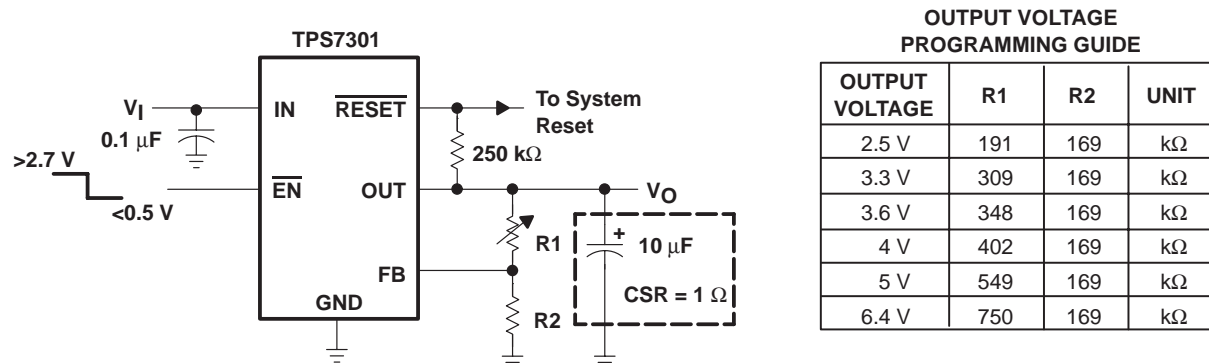 TPS7301
VI
IN
RESET
To System
Reset
0.1 μF
250 kΩ
>2.7 V
EN
OUT
VO
<0.5 V
R1
+
10 μF
FB
CSR = 1 Ω
GND
R2
OUTPUT VOLTAGE
PROGRAMMING GUIDE
OUTPUT VOLTAGE R1 R2 UNIT
2.5 V 191 169 kΩ
3.3 V 309 169 kΩ
3.6 V 348 169 kΩ
4 V 402 169 kΩ
5 V 549 169 kΩ
6.4 V 750 169 kΩ